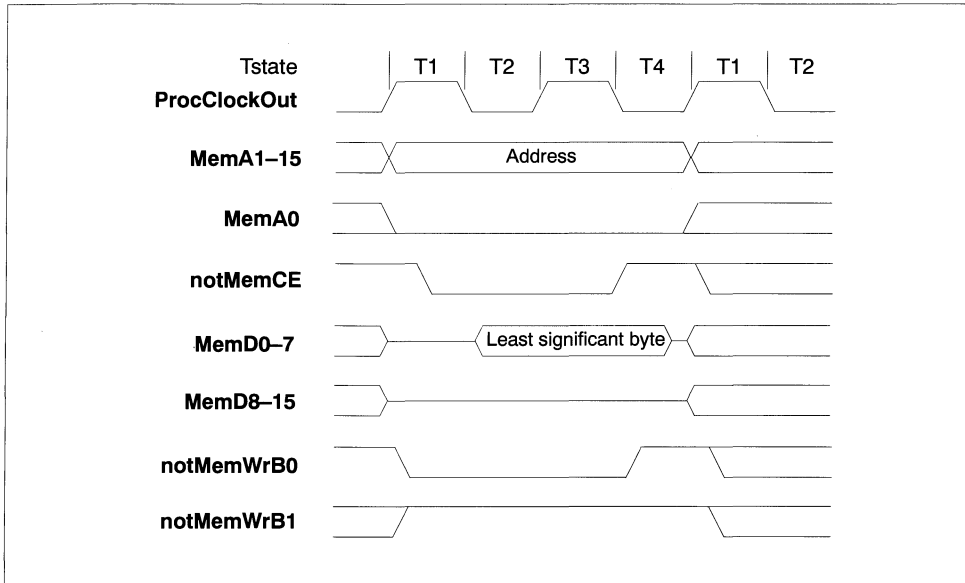 Tstate T1 T2 T3 T4 T1 T2
ProcClockOut
MemA1–15 Address
MemA0
notMemCE
MemD0–7 Least significant byte
MemD8–15
notMemWrB0
notMemWrB1